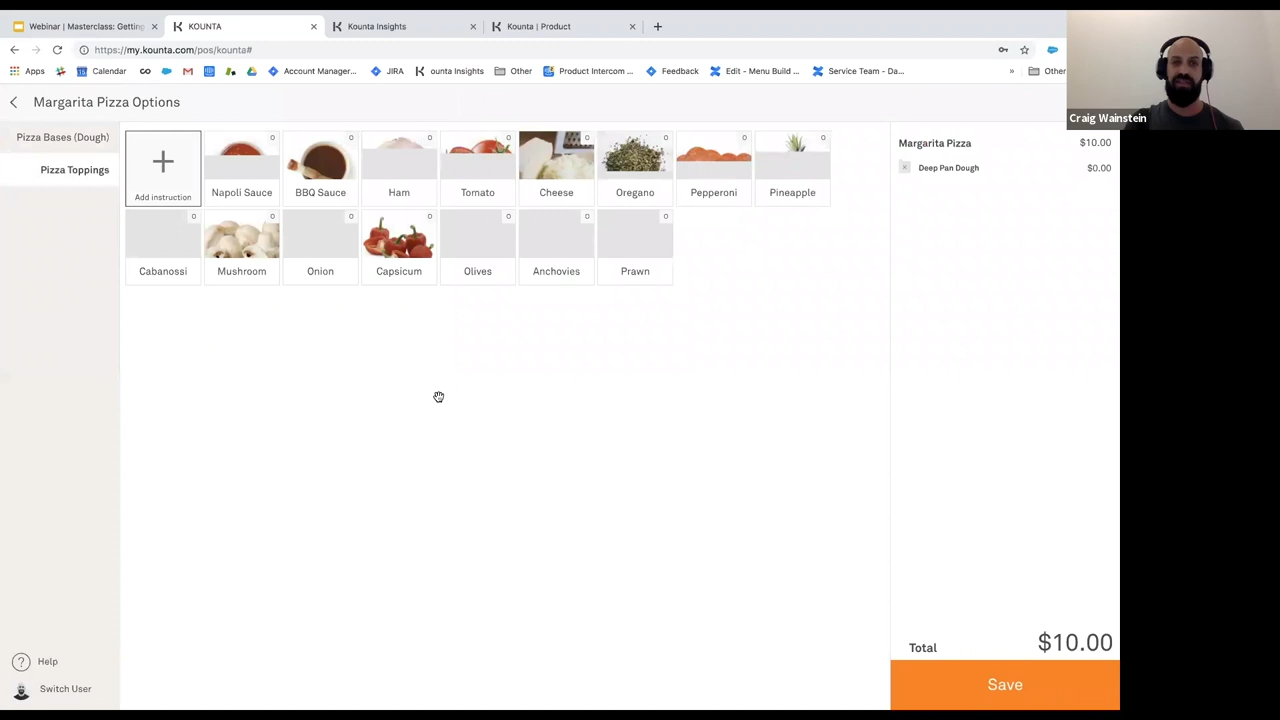 Webinar | Masterclass: Getting
KOUNTA
Kounta Insights
Kounta | Product
https://my.kounta.com/pos/kounta#
Apps
Calendar
Account Manager...
JIRA
ounta Insights
Other
Product Intercom ...
Feedback
Edit - Menu Build ...
Service Team - Da...
»
Other
Craig Wainstein
Margarita Pizza Options
Pizza Bases (Dough)
Pizza Toppings
Add instruction
0
Napoli Sauce
0
BBQ Sauce
0
Ham
0
Tomato
0
Cheese
0
Oregano
0
Pepperoni
0
Pineapple
0
Cabanossi
0
Mushroom
0
Onion
0
Capsicum
0
Olives
0
Anchovies
0
Prawn
Margarita Pizza $10.00
Deep Pan Dough $0.00
Total $10.00
Save
Help
Switch User